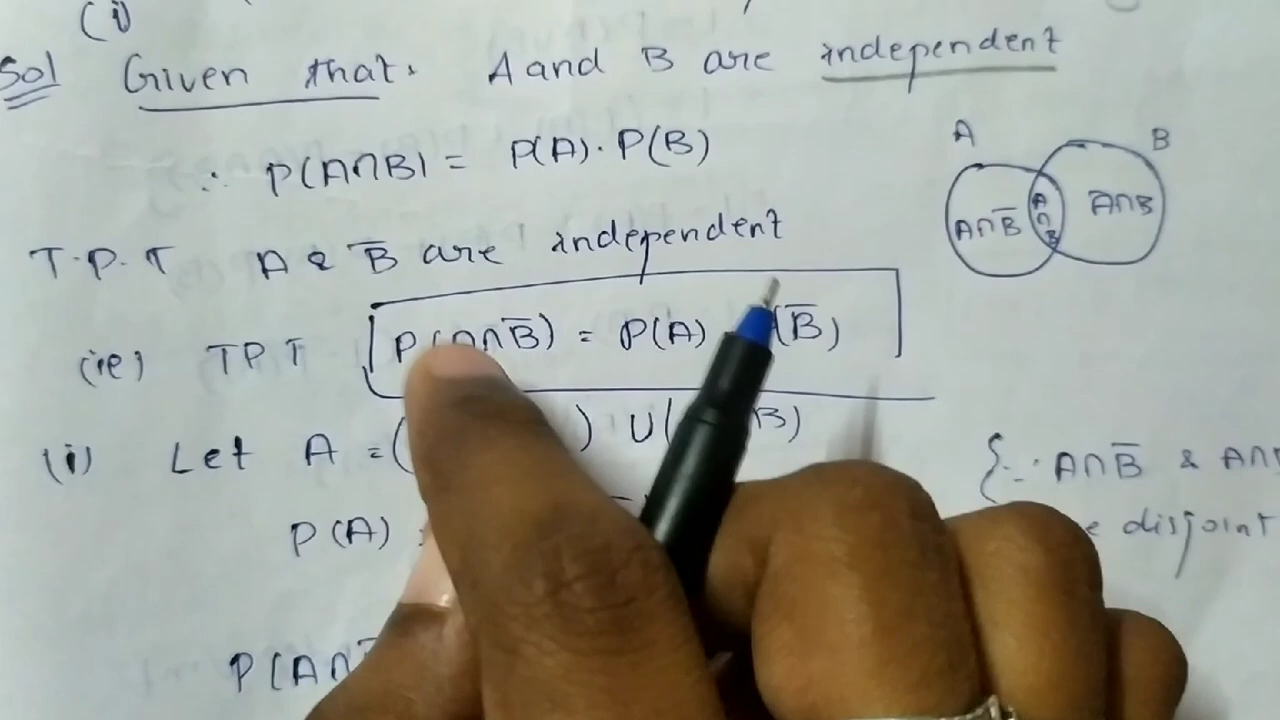 (i)
Sol Given that. A and B are independent
∴ P(A∩B) = P(A).P(B)
A B
A∩B̅ A∩B A̅∩B
T.P.T A & B̅ are independent
(ie) TPT P(A∩B̅) = P(A) (B̅)
(i) Let A = ( ) ∪( B)
{∵ A∩B̅ & A∩
P(A) disjoint
P(A∩